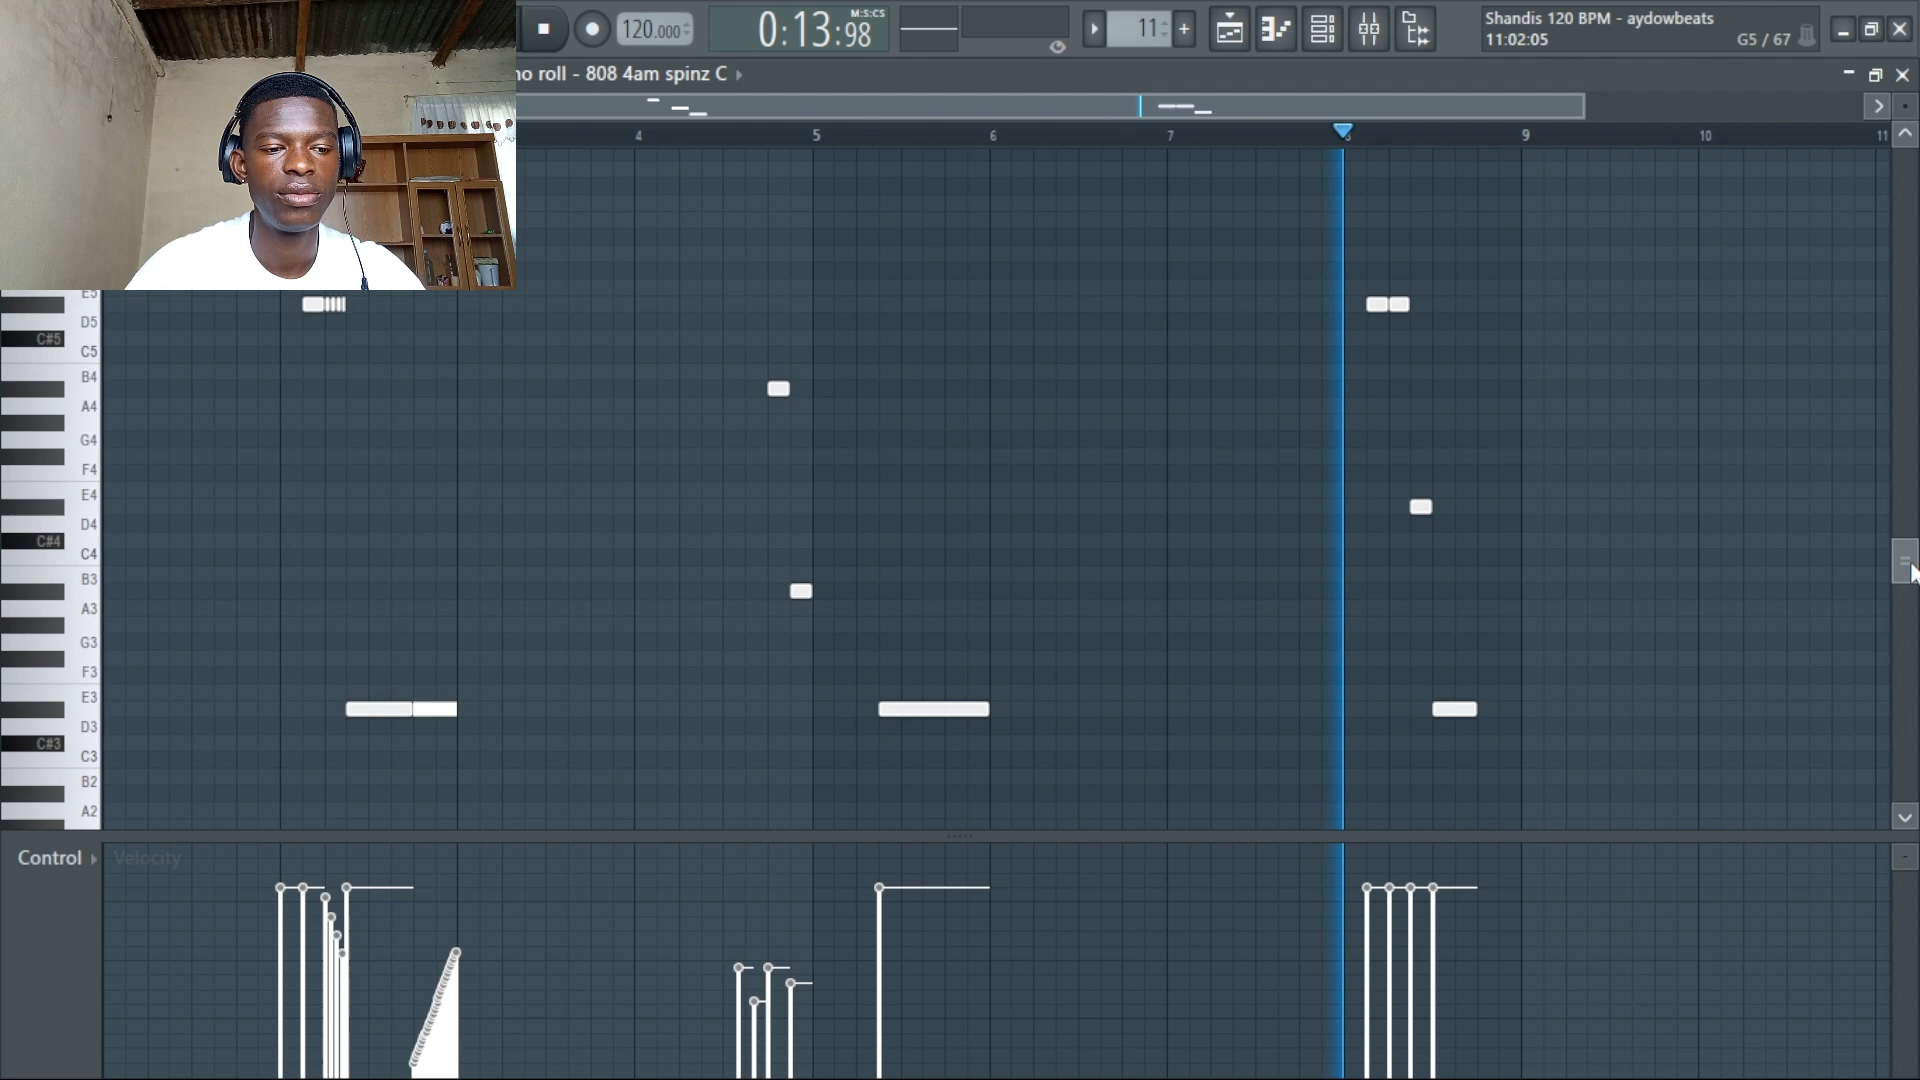 120.000
0:13:98
M:S:CS
11
Shandis 120 BPM - aydowbeats
11:02:05
G5 / 67
no roll - 808 4am spinz C
4
5
6
7
9
10
11
E5
D5
C#5
C5
B4
A4
G4
F4
E4
D4
C#4
C4
B3
A3
G3
F3
E3
D3
C#3
C3
B2
A2
Control
Velocity